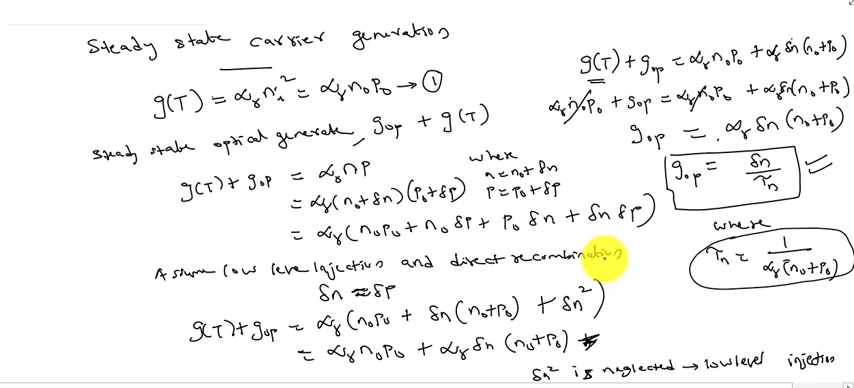 Steady state carrier generation
g(T) = αᵣ nᵢ² = αᵣ n₀ P₀ → ①
Steady state optical generate, gop + g(T)
g(T) + gop = αᵣ n P
where
n = n₀ + δn
P = P₀ + δP
= αᵣ (n₀ + δn) (P₀ + δP)
= αᵣ (n₀P₀ + n₀ δP + P₀ δn + δn δP)
Assume low level injection and direct recombination
δn ≈ δP
g(T) + gop = αᵣ (n₀P₀ + δn (n₀+P₀) + δn²)
= αᵣ n₀ P₀ + αᵣ δn (n₀+P₀)
δn² is neglected → low level injection
g(T) + gop = αᵣ n₀ P₀ + αᵣ δn (n₀+P₀)
αᵣ n₀ P₀ + gop = αᵣ n₀ P₀ + αᵣ δn (n₀+P₀)
gop = αᵣ δn (n₀+P₀)
gop = δn / τn
where
τn = 1 / αᵣ (n₀+P₀)